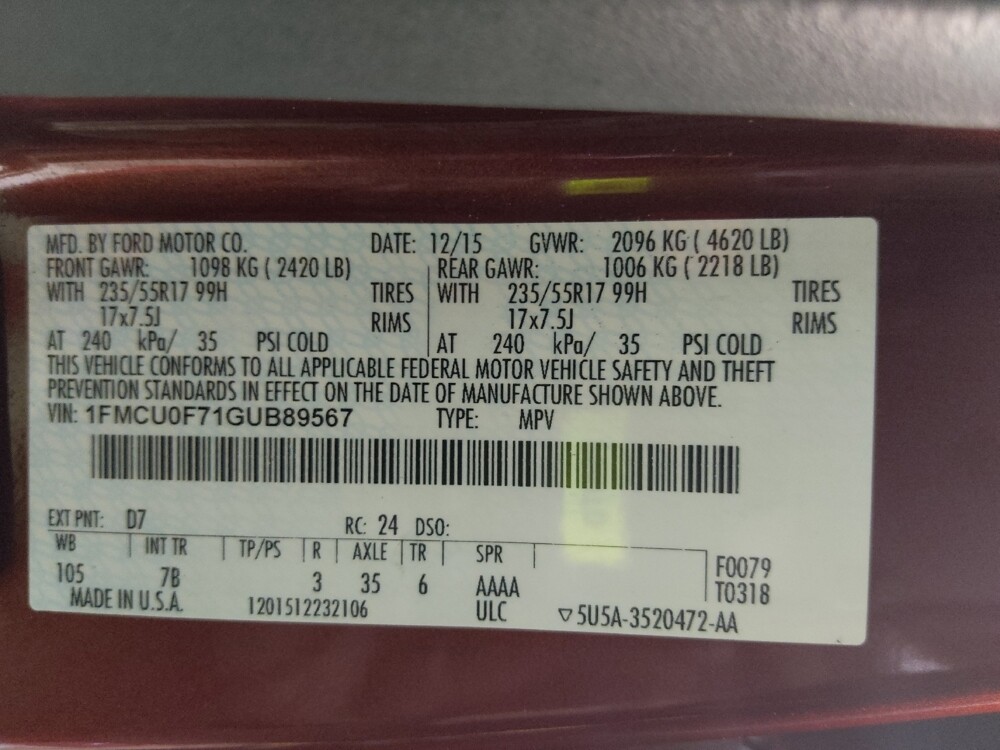 MFD. BY FORD MOTOR CO. DATE: 12/15 GVWR: 2096 KG ( 4620 LB)
FRONT GAWR: 1098 KG ( 2420 LB) REAR GAWR: 1006 KG ( 2218 LB)
WITH 235/55R17 99H TIRES WITH 235/55R17 99H TIRES
17x7.5J RIMS 17x7.5J RIMS
AT 240 kPa/ 35 PSI COLD AT 240 kPa/ 35 PSI COLD
THIS VEHICLE CONFORMS TO ALL APPLICABLE FEDERAL MOTOR VEHICLE SAFETY AND THEFT
PREVENTION STANDARDS IN EFFECT ON THE DATE OF MANUFACTURE SHOWN ABOVE.
VIN: 1FMCU0F71GUB89567 TYPE: MPV
EXT PNT: D7 RC: 24 DSO:
WB INT TR TP/PS R AXLE TR SPR
105 7B 3 35 6 AAAA F0079
T0318
MADE IN U.S.A. 1201512232106 ULC ▽5U5A-3520472-AA